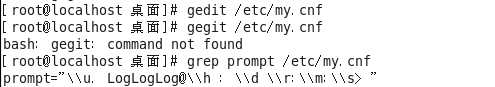 [root@localhost 桌面]# gedit /etc/my.cnf
[root@localhost 桌面]# gegit /etc/my.cnf
bash: gegit: command not found
[root@localhost 桌面]# grep prompt /etc/my.cnf
prompt="\\u. LogLogLog@\\h : \\d \\r:\\m:\\s> "